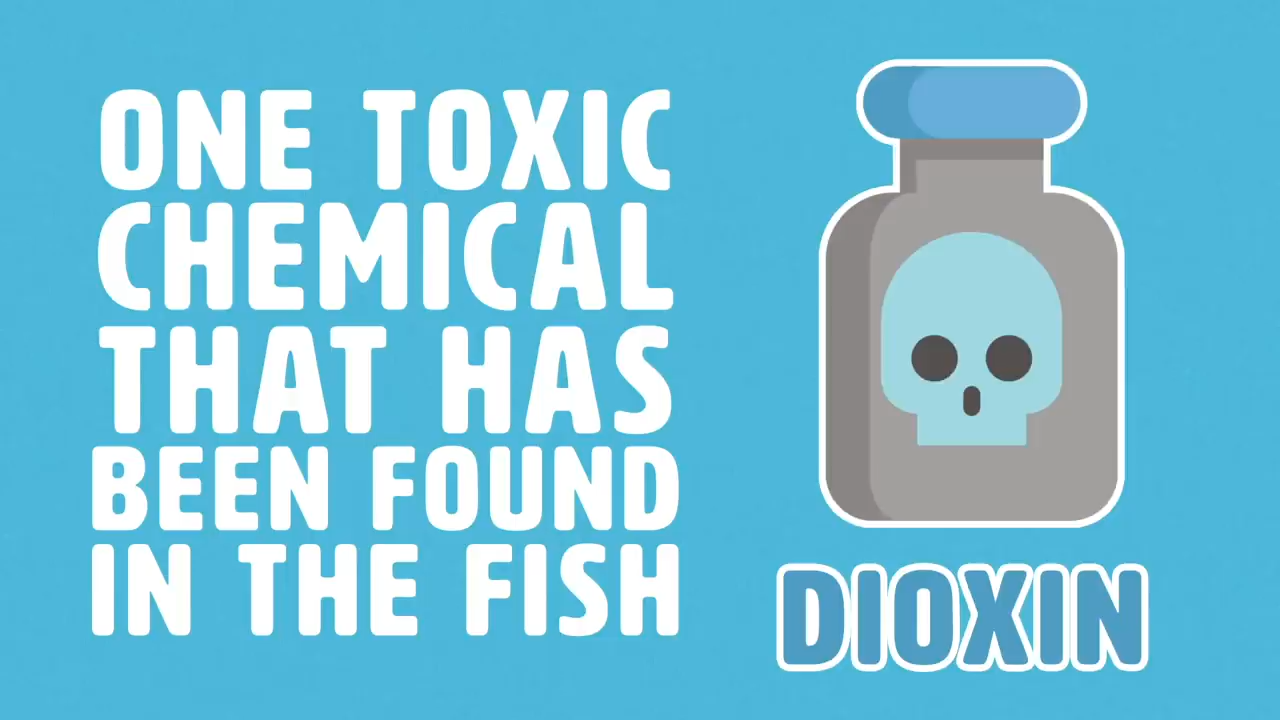 ONE TOXIC
CHEMICAL
THAT HAS
BEEN FOUND
IN THE FISH
DIOXIN